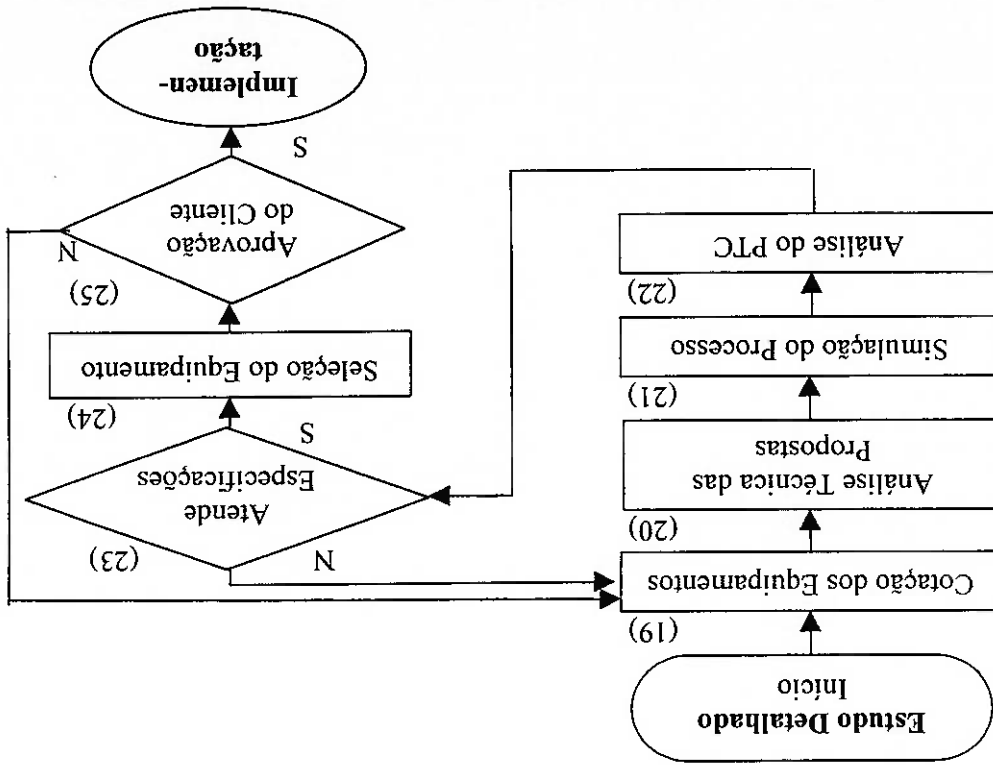 Estudo Detalhado
Início
(19)
Cotação dos Equipamentos
(20)
Análise Técnica das
Propostas
(21)
Simulação do Processo
(22)
Análise do PTC
(23)
N
Atende
Especificações
S
(24)
Seleção do Equipamento
(25)
Aprovação
do Cliente
N
S
Implemen-
tação